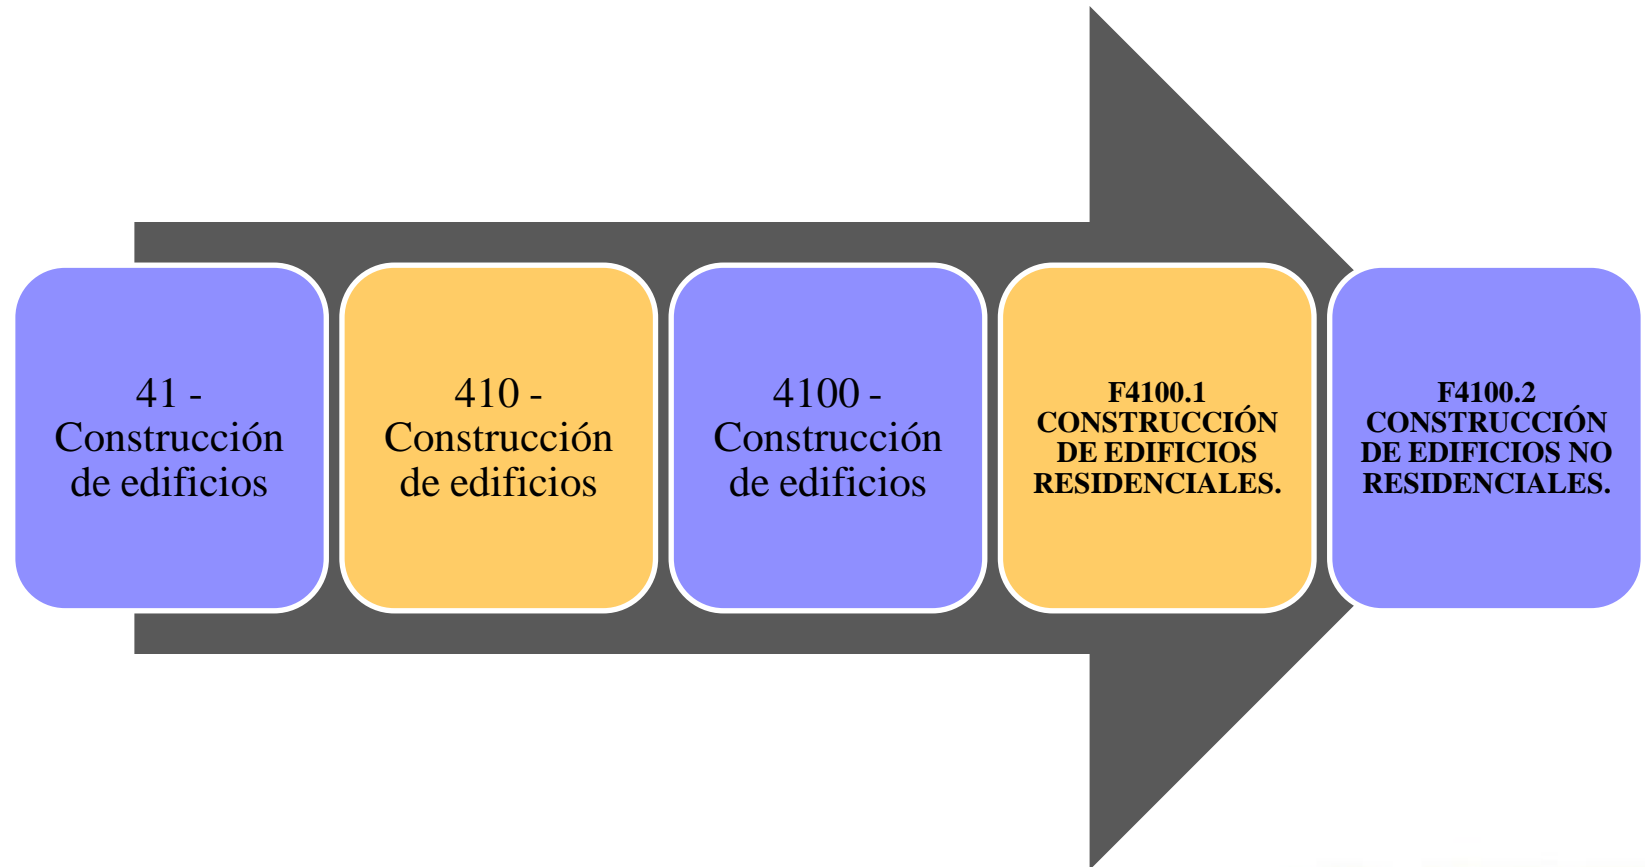 41 -
Construcción
de edificios
410 -
Construcción
de edificios
4100 -
Construcción
de edificios
F4100.1
CONSTRUCCIÓN
DE EDIFICIOS
RESIDENCIALES.
F4100.2
CONSTRUCCIÓN
DE EDIFICIOS NO
RESIDENCIALES.